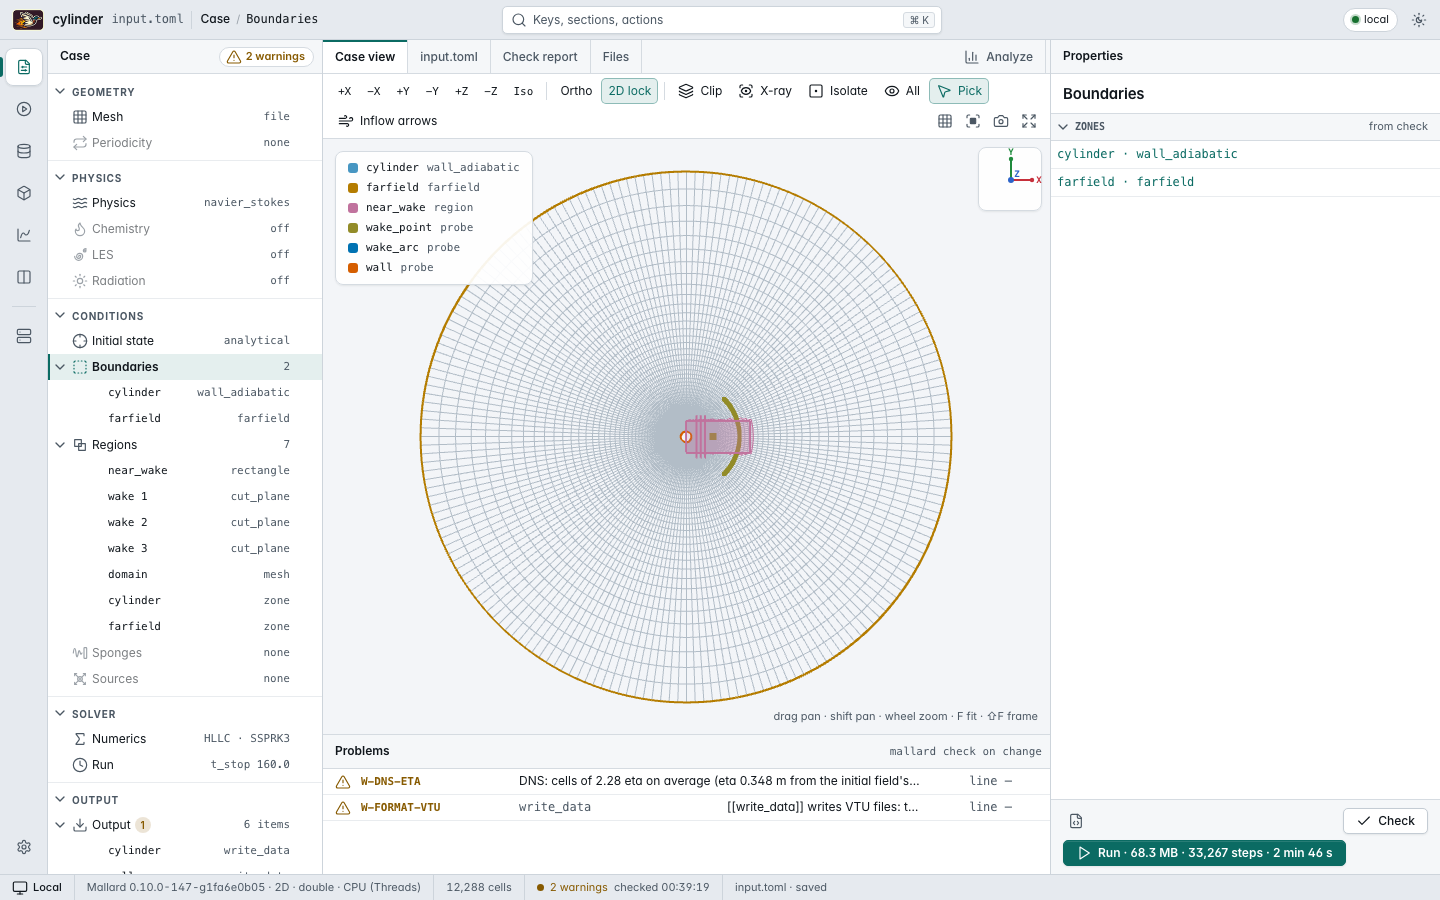 cylinder input.toml Case / Boundaries
Keys, sections, actions ⌘ K
local
Case 2 warnings
GEOMETRY
Mesh file
Periodicity none
PHYSICS
Physics navier_stokes
Chemistry off
LES off
Radiation off
CONDITIONS
Initial state analytical
Boundaries 2
cylinder wall_adiabatic
farfield farfield
Regions 7
near_wake rectangle
wake 1 cut_plane
wake 2 cut_plane
wake 3 cut_plane
domain mesh
cylinder zone
farfield zone
Sponges none
Sources none
SOLVER
Numerics HLLC · SSPRK3
Run t_stop 160.0
OUTPUT
Output 1 6 items
cylinder write_data
Case view input.toml Check report Files Analyze
+X −X +Y −Y +Z −Z Iso Ortho 2D lock Clip X-ray Isolate All Pick
Inflow arrows
cylinder wall_adiabatic
farfield farfield
near_wake region
wake_point probe
wake_arc probe
wall probe
Y
Z
X
drag pan · shift pan · wheel zoom · F fit · ⇧F frame
Problems mallard check on change
W-DNS-ETA DNS: cells of 2.28 eta on average (eta 0.348 m from the initial field's... line —
W-FORMAT-VTU write_data [[write_data]] writes VTU files: t... line —
Properties
Boundaries
ZONES from check
cylinder · wall_adiabatic
farfield · farfield
Check
Run · 68.3 MB · 33,267 steps · 2 min 46 s
Local Mallard 0.10.0-147-g1fa6e0b05 · 2D · double · CPU (Threads) 12,288 cells 2 warnings checked 00:39:19 input.toml · saved